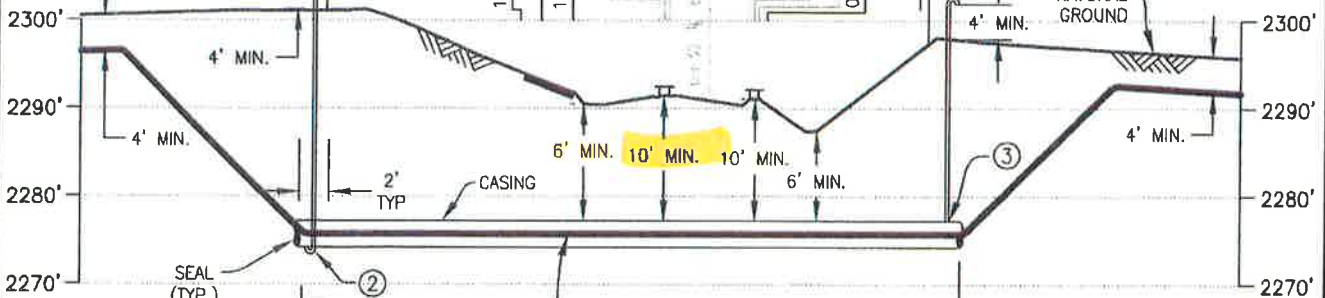 2300'
2290'
2280'
2270'
4' MIN.
4' MIN.
2'
TYP
CASING
SEAL
(TYP.)
2
6' MIN.
10' MIN.
10' MIN.
6' MIN.
3
4' MIN.
GROUND
4' MIN.
2300'
2290'
2280'
2270'